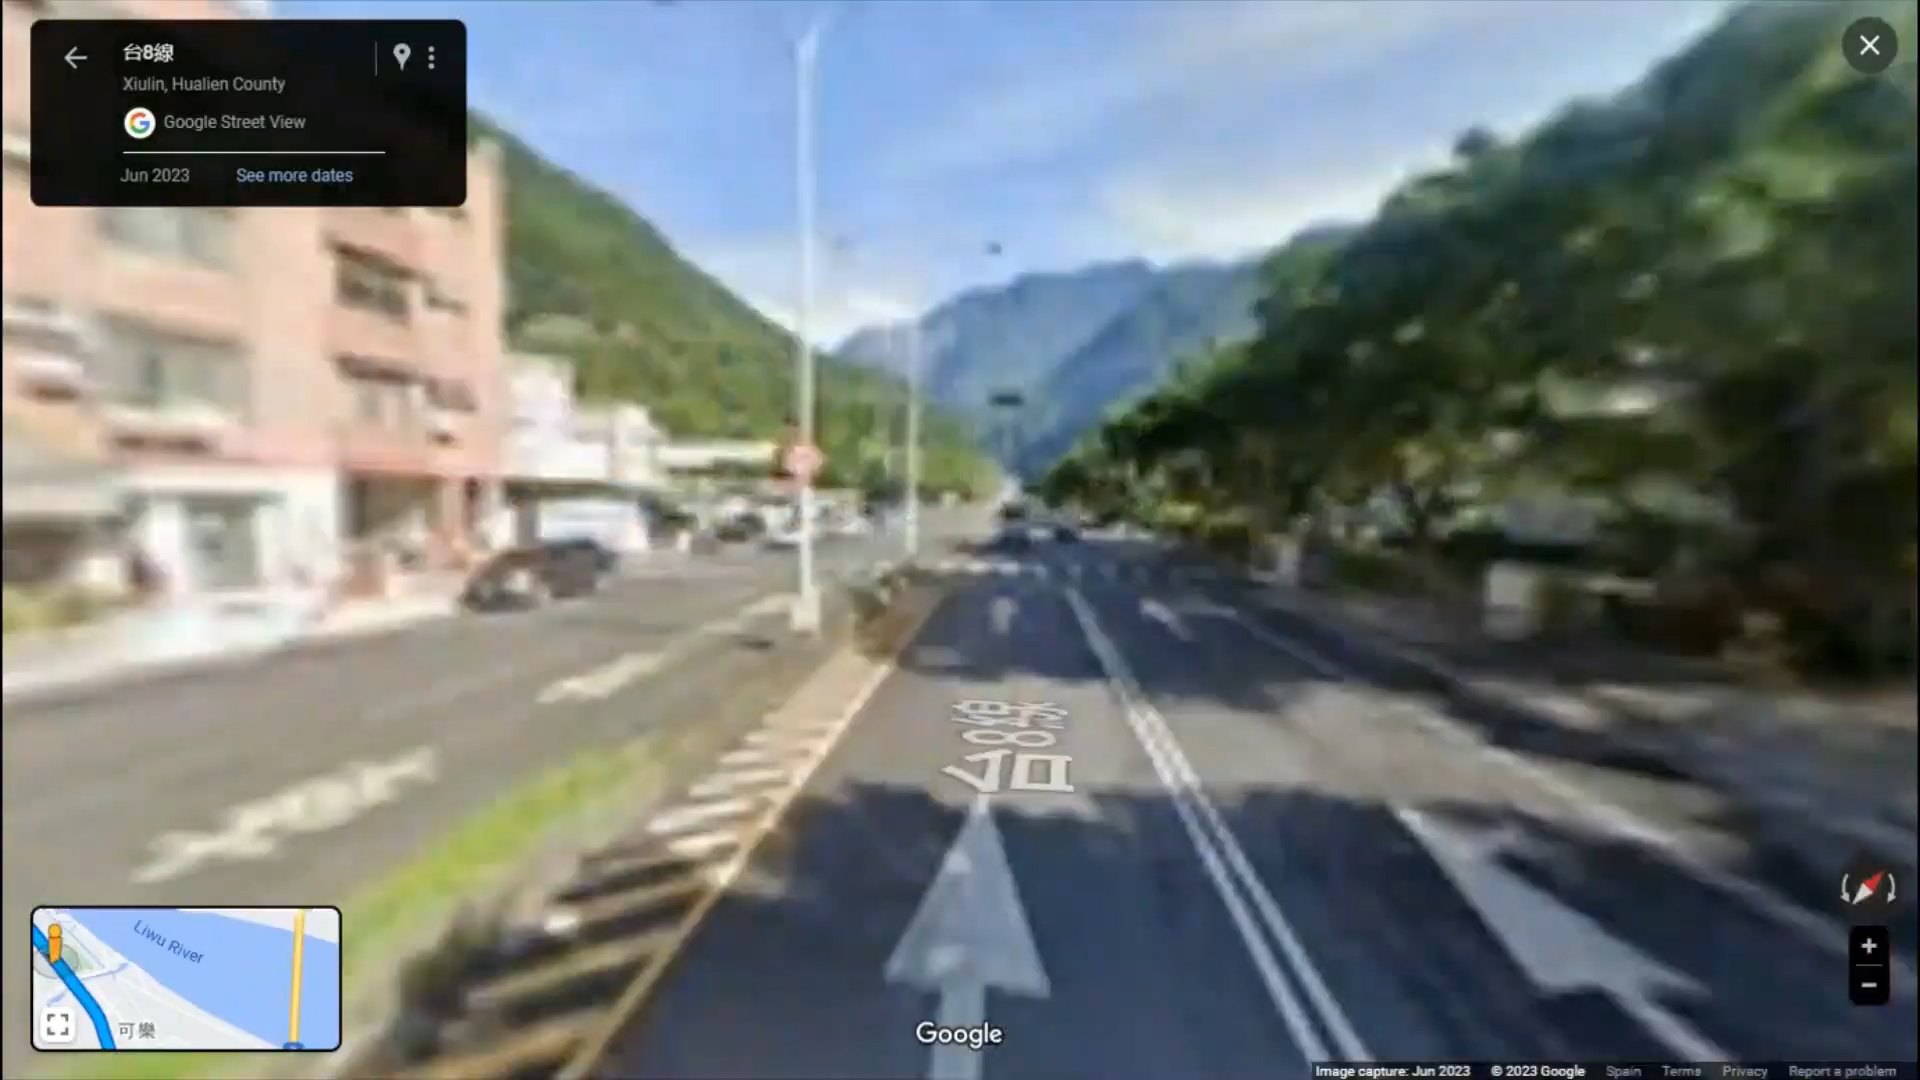 台8線
Xiulin, Hualien County
Google Street View
Jun 2023 See more dates
台8線
Liwu River
可樂
Google
Image capture: Jun 2023 © 2023 Google Spain Terms Privacy Report a problem